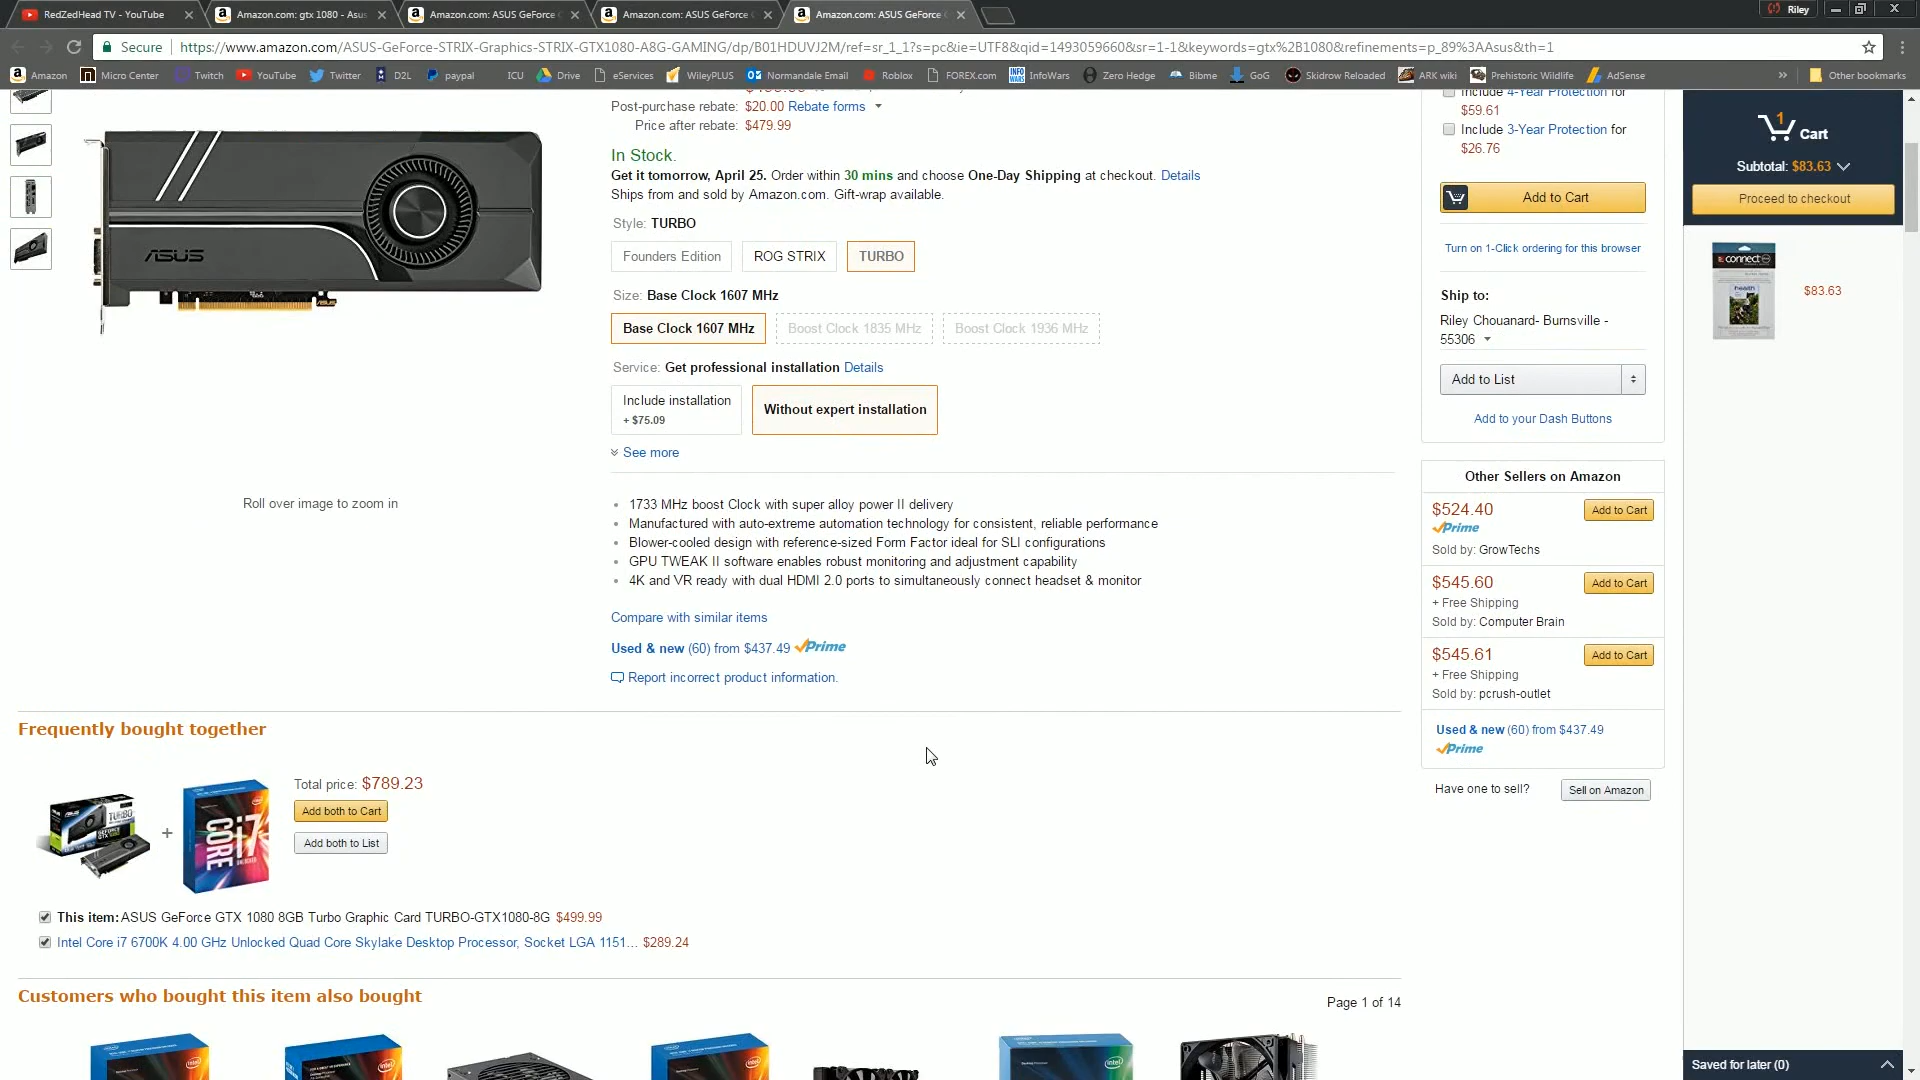 RedZedHead TV - YouTube
Amazon.com: gtx 1080 - Asus
Amazon.com: ASUS GeForce
Amazon.com: ASUS GeForce
Amazon.com: ASUS GeForce
Riley
Secure
https://www.amazon.com/ASUS-GeForce-STRIX-Graphics-STRIX-GTX1080-A8G-GAMING/dp/B01HDUVJ2M/ref=sr_1_1?s=pc&ie=UTF8&qid=1493059660&sr=1-1&keywords=gtx%2B1080&refinements=p_89%3AAsus&th=1
Amazon Micro Center Twitch YouTube Twitter D2L paypal ICU Drive eServices WileyPLUS Normandale Email Roblox FOREX.com InfoWars Zero Hedge Bibme GoG Skidrow Reloaded ARK wiki Prehistoric Wildlife AdSense » Other bookmarks
Post-purchase rebate: $20.00 Rebate forms
Price after rebate: $479.99
In Stock.
Get it tomorrow, April 25. Order within 30 mins and choose One-Day Shipping at checkout. Details
Ships from and sold by Amazon.com. Gift-wrap available.
Style: TURBO
Founders Edition ROG STRIX TURBO
Size: Base Clock 1607 MHz
Base Clock 1607 MHz Boost Clock 1835 MHz Boost Clock 1936 MHz
Service: Get professional installation Details
Include installation
+ $75.09
Without expert installation
See more
ASUS
Roll over image to zoom in
1733 MHz boost Clock with super alloy power II delivery
Manufactured with auto-extreme automation technology for consistent, reliable performance
Blower-cooled design with reference-sized Form Factor ideal for SLI configurations
GPU TWEAK II software enables robust monitoring and adjustment capability
4K and VR ready with dual HDMI 2.0 ports to simultaneously connect headset & monitor
Compare with similar items
Used & new (60) from $437.49 Prime
Report incorrect product information.
Include 4-Year Protection for
$59.61
Include 3-Year Protection for
$26.76
Add to Cart
Turn on 1-Click ordering for this browser
Ship to:
Riley Chouanard- Burnsville -
55306
Add to List
Add to your Dash Buttons
Other Sellers on Amazon
$524.40 Add to Cart
Prime
Sold by: GrowTechs
$545.60 Add to Cart
+ Free Shipping
Sold by: Computer Brain
$545.61 Add to Cart
+ Free Shipping
Sold by: pcrush-outlet
Used & new (60) from $437.49
Prime
Have one to sell? Sell on Amazon
1 Cart
Subtotal: $83.63
Proceed to checkout
connect
health
$83.63
Frequently bought together
TURBO
CORE i7
Total price: $789.23
Add both to Cart
Add both to List
This item: ASUS GeForce GTX 1080 8GB Turbo Graphic Card TURBO-GTX1080-8G $499.99
Intel Core i7 6700K 4.00 GHz Unlocked Quad Core Skylake Desktop Processor, Socket LGA 1151... $289.24
Customers who bought this item also bought
Page 1 of 14
Saved for later (0)